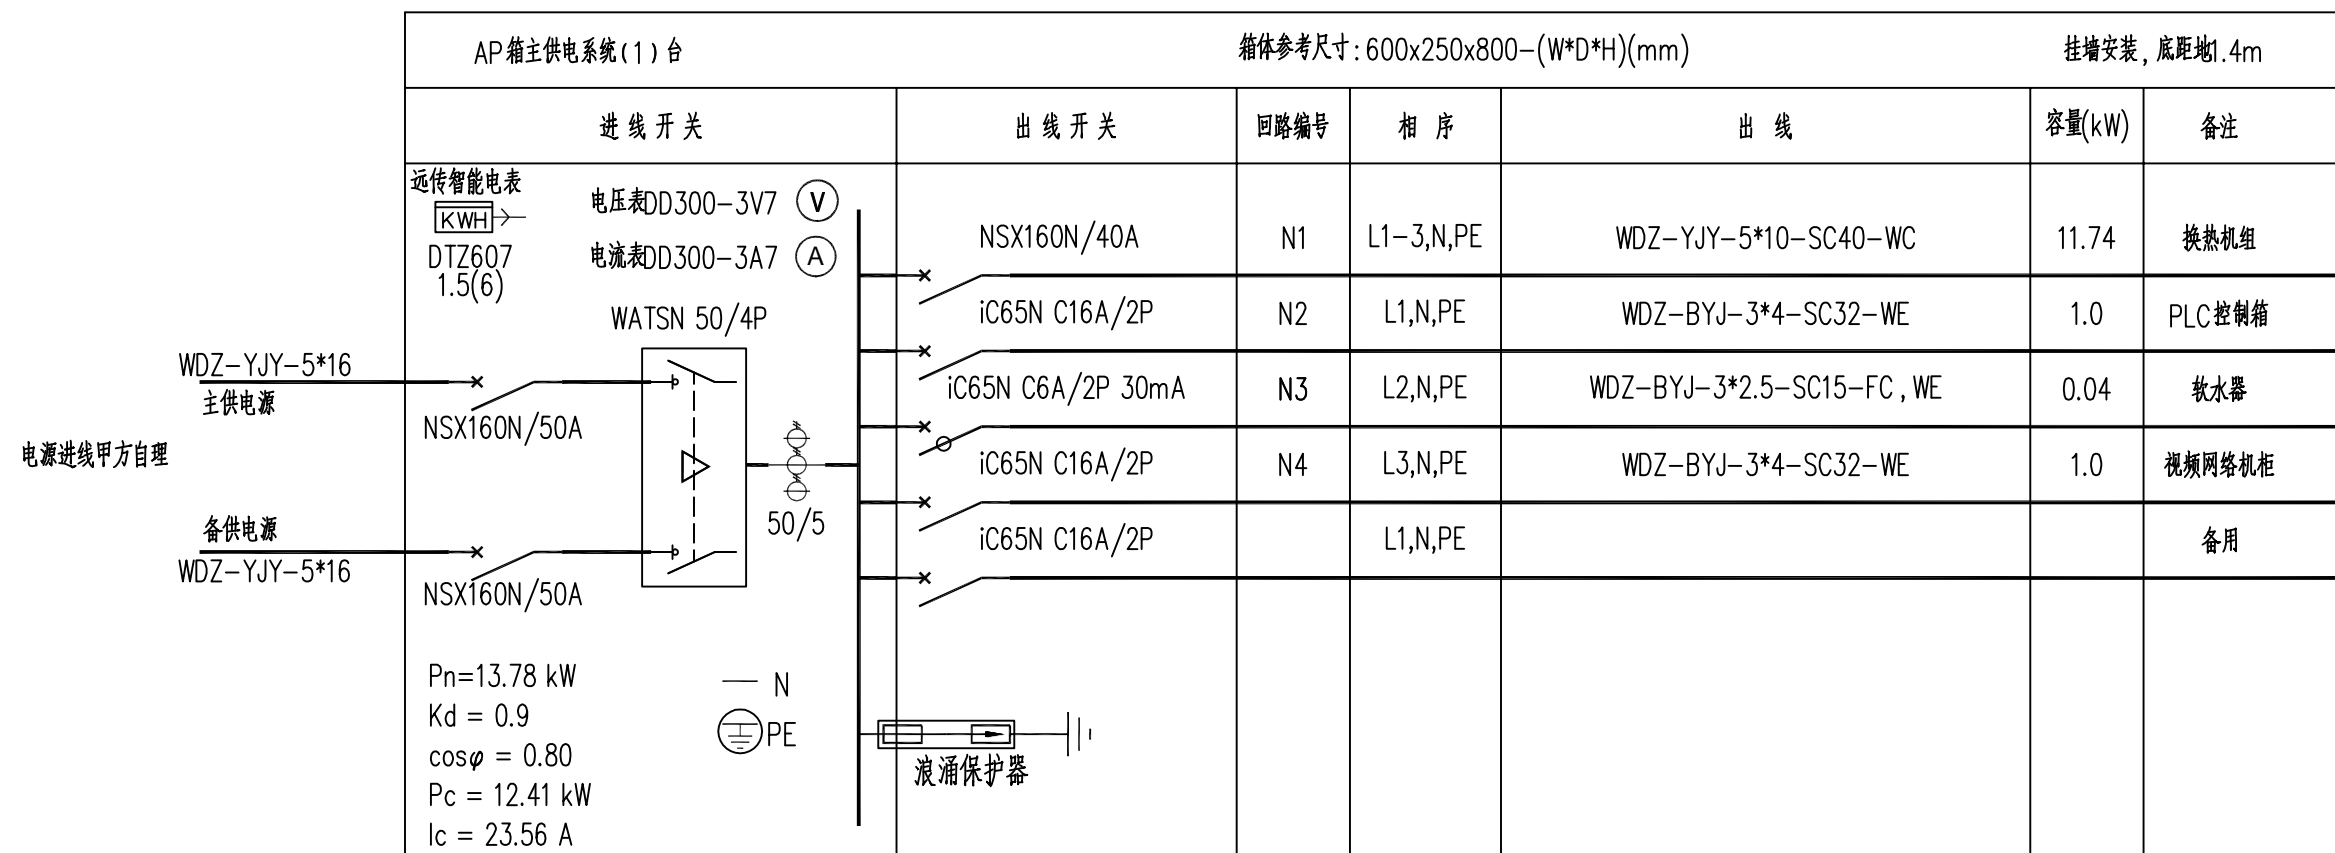 AP箱主供电系统(1)台 箱体参考尺寸:600x250x800-(W*D*H)(mm) 挂墙安装,底距地1.4m
进线开关 出线开关 回路编号 相序 出线 容量(kW) 备注
远传智能电表
KWH
DTZ607
1.5(6)
电压表DD300-3V7 V
电流表DD300-3A7 A
WATSN 50/4P
WDZ-YJY-5*16
主供电源
NSX160N/50A
电源进线甲方自理
备供电源
WDZ-YJY-5*16
NSX160N/50A
50/5
NSX160N/40A N1 L1-3,N,PE WDZ-YJY-5*10-SC40-WC 11.74 换热机组
iC65N C16A/2P N2 L1,N,PE WDZ-BYJ-3*4-SC32-WE 1.0 PLC控制箱
iC65N C6A/2P 30mA N3 L2,N,PE WDZ-BYJ-3*2.5-SC15-FC,WE 0.04 软水器
iC65N C16A/2P N4 L3,N,PE WDZ-BYJ-3*4-SC32-WE 1.0 视频网络机柜
iC65N C16A/2P L1,N,PE 备用
Pn=13.78 kW
Kd = 0.9
cosφ = 0.80
Pc = 12.41 kW
Ic = 23.56 A
N
PE
浪涌保护器